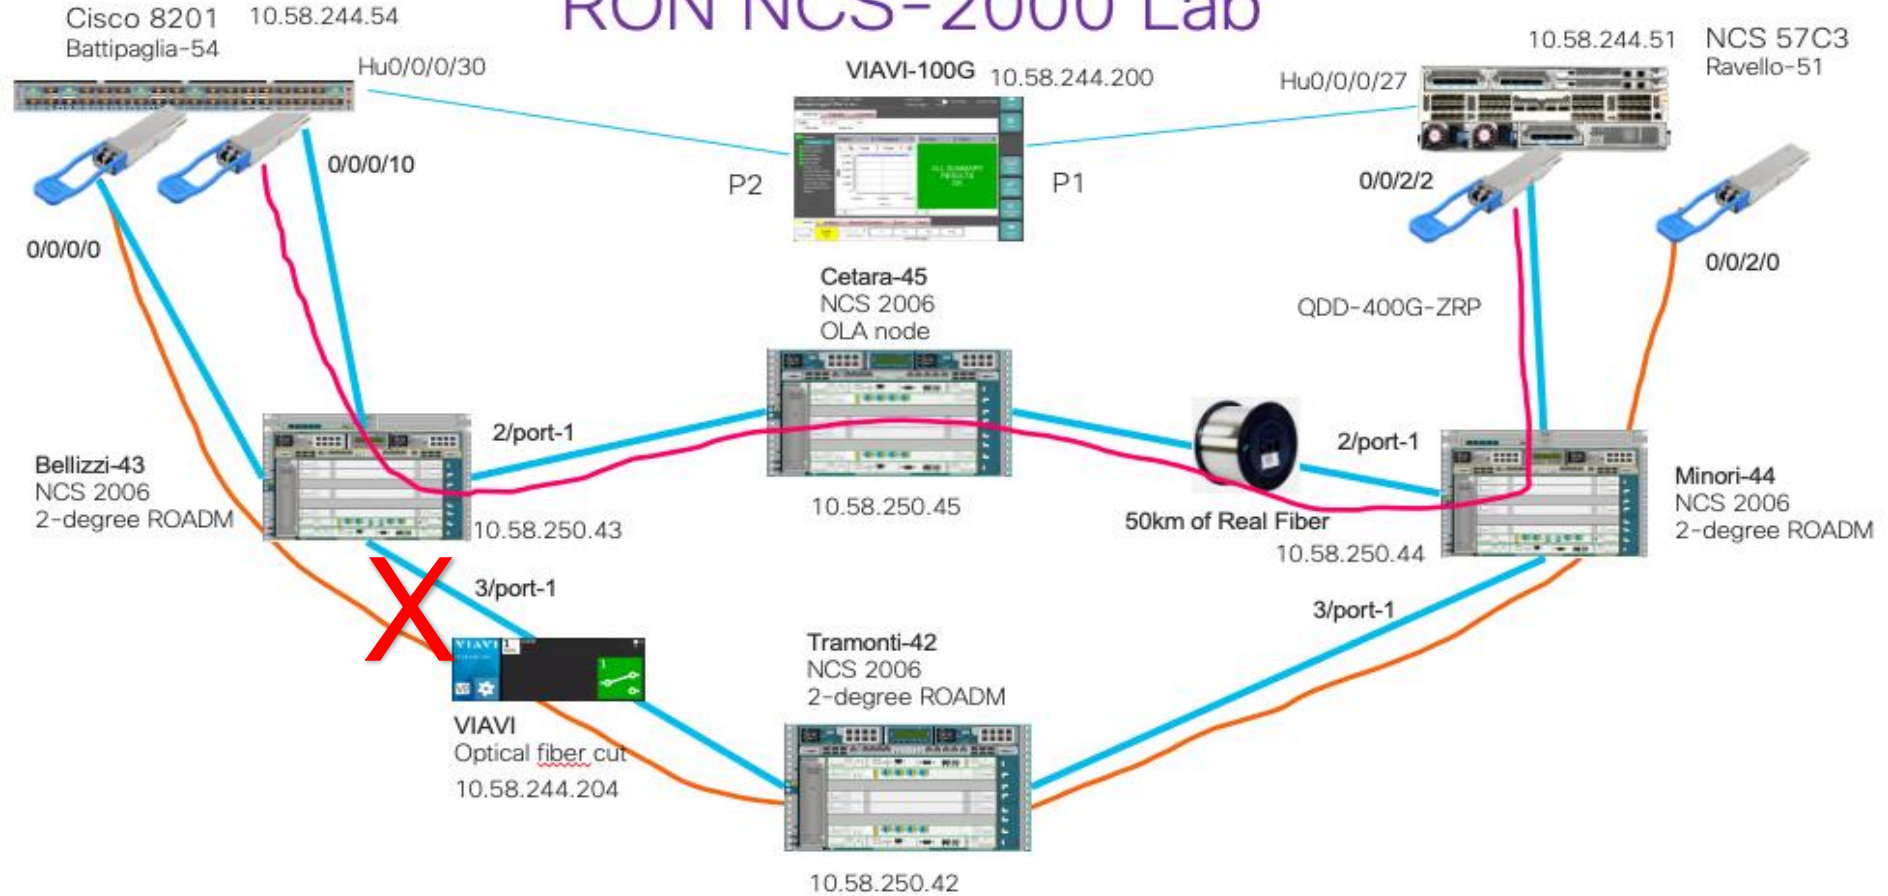 RON NCS-2000 Lab
Cisco 8201
10.58.244.54
Battipaglia-54
Hu0/0/0/30
VIAVI-100G
10.58.244.200
Hu0/0/0/27
10.58.244.51
NCS 57C3
Ravello-51
P2
P1
ALL SUMMARY
RESULTS
OK
0/0/0/10
0/0/0/0
0/0/2/2
0/0/2/0
QDD-400G-ZRP
Cetara-45
NCS 2006
OLA node
2/port-1
2/port-1
Bellizzi-43
NCS 2006
2-degree ROADM
10.58.250.43
10.58.250.45
50km of Real Fiber
10.58.250.44
Minori-44
NCS 2006
2-degree ROADM
X
3/port-1
3/port-1
VIAVI
1
1
VIAVI
Optical fiber cut
10.58.244.204
Tramonti-42
NCS 2006
2-degree ROADM
10.58.250.42